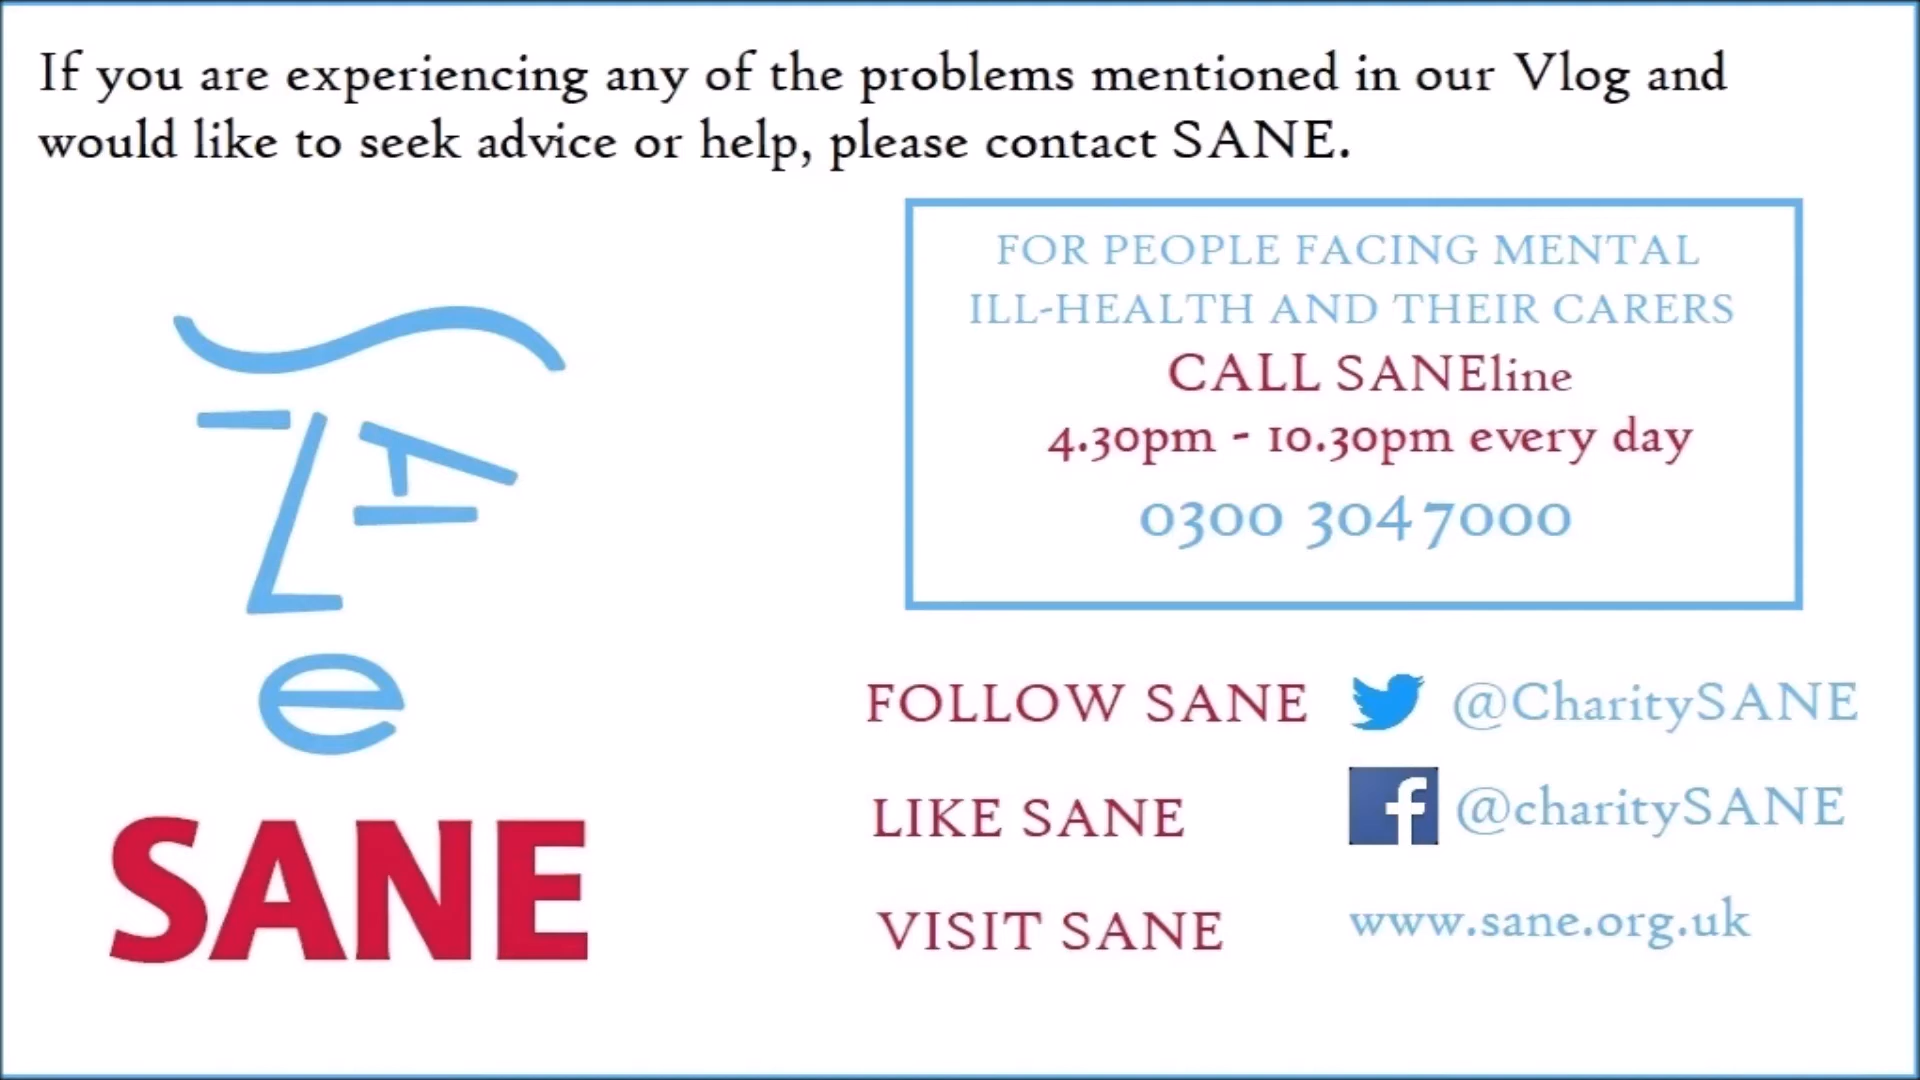 If you are experiencing any of the problems mentioned in our Vlog and
would like to seek advice or help, please contact SANE.
FOR PEOPLE FACING MENTAL
ILL-HEALTH AND THEIR CARERS
CALL SANEline
4.30pm - 10.30pm every day
0300 304 7000
SANE
FOLLOW SANE @CharitySANE
LIKE SANE @charitySANE
VISIT SANE www.sane.org.uk